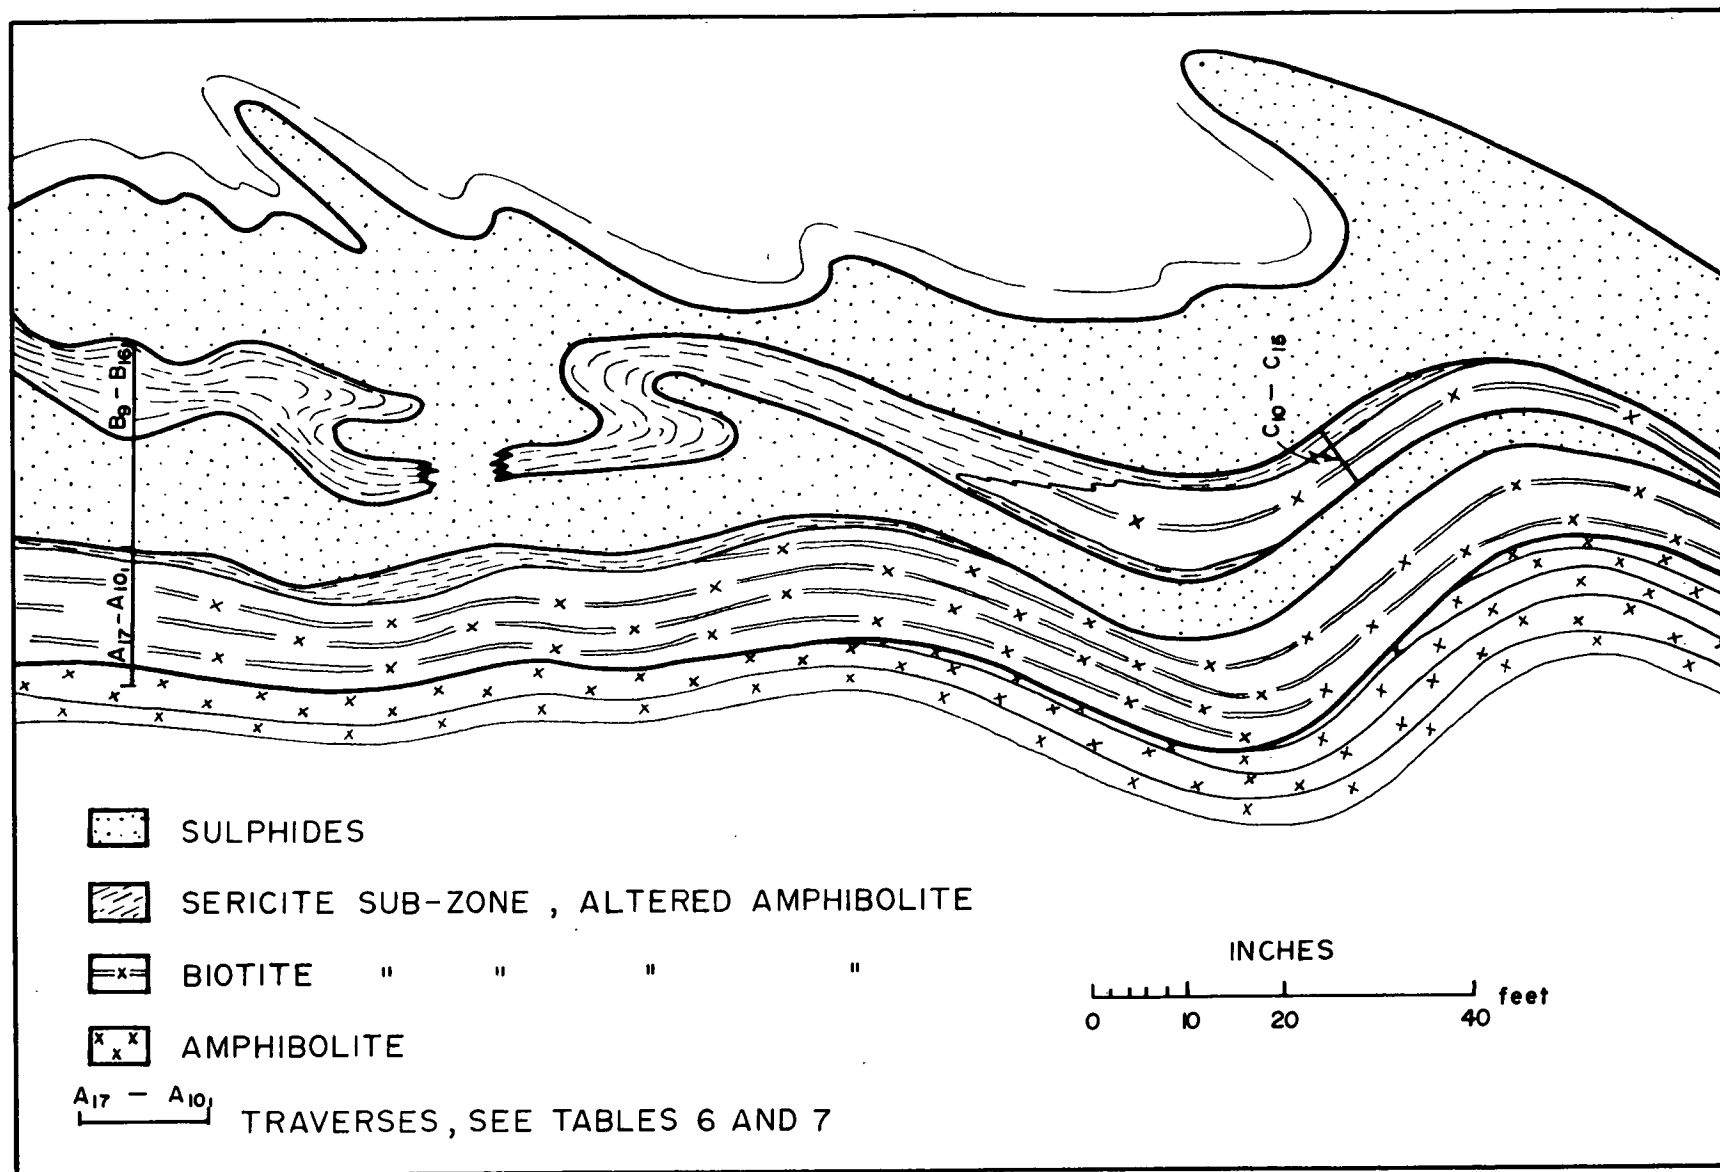 B9 – B16
C10 – C15
A17–A10
SULPHIDES
SERICITE SUB-ZONE , ALTERED AMPHIBOLITE
BIOTITE " " " "
AMPHIBOLITE
A17 – A10
TRAVERSES, SEE TABLES 6 AND 7
INCHES
feet
0 10 20 40